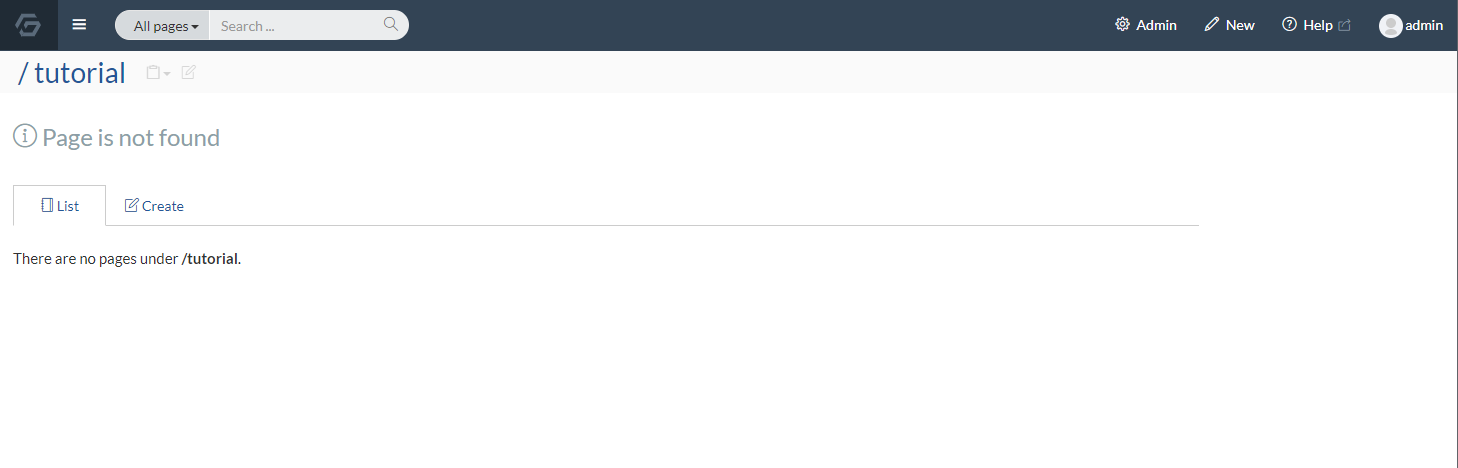 All pages Search ... Admin New Help admin
/ tutorial
Page is not found
List Create
There are no pages under /tutorial.